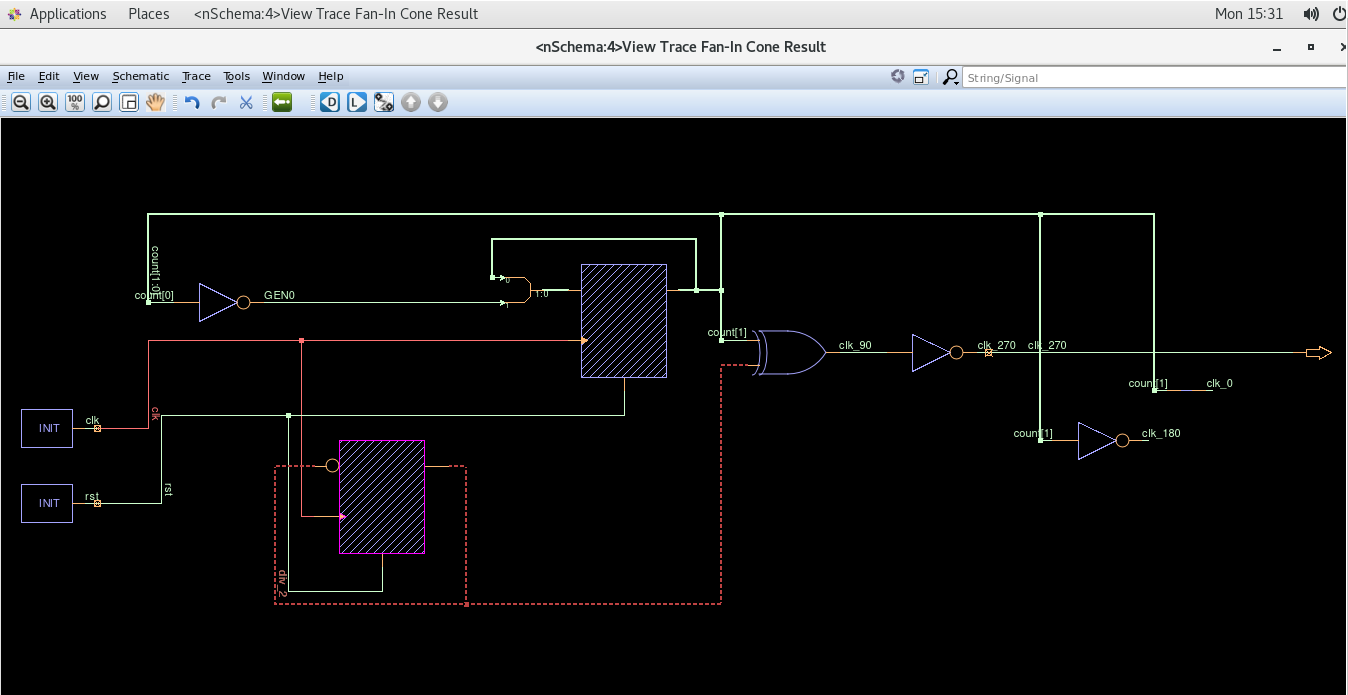 Applications Places <nSchema:4>View Trace Fan-In Cone Result Mon 15:31
<nSchema:4>View Trace Fan-In Cone Result
File Edit View Schematic Trace Tools Window Help String/Signal
100 %
D L
count[1:0]
count[0]
GEN0
0
1
1:0
count[1]
clk_90
clk_270
clk_270
count[1]
clk_0
INIT
clk
clk
count[1]
clk_180
INIT
rst
rst
div_2